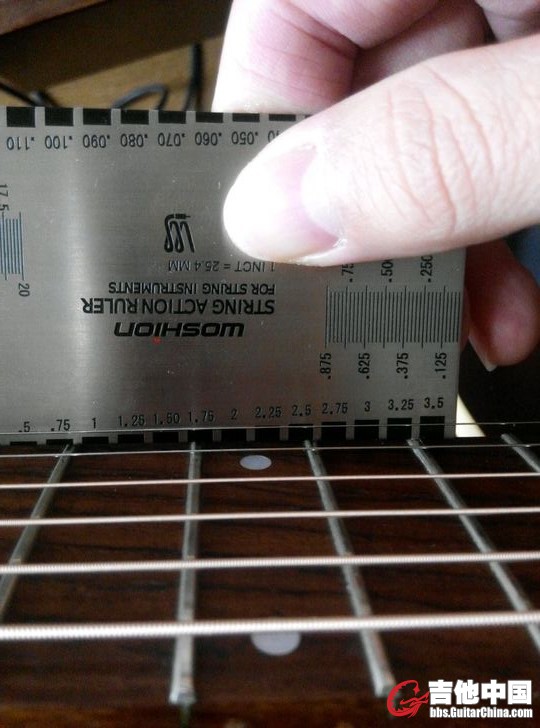 .110 .100 .090 .080 .070 .060 .050
17.5
20
1 INCT = 25.4 MM
FOR STRING INSTRUMENTS
STRING ACTION RULER
WOSHION
.750 .500 .250
.875 .625 .375 .125
.5 .75 1 1.25 1.50 1.75 2 2.25 2.5 2.75 3 3.25 3.5
吉他中国
bbs.GuitarChina.com